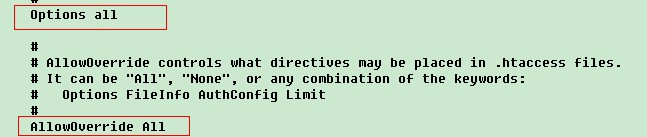 Options all
#
# AllowOverride controls what directives may be placed in .htaccess files.
# It can be "All", "None", or any combination of the keywords:
#   Options FileInfo AuthConfig Limit
#
AllowOverride All